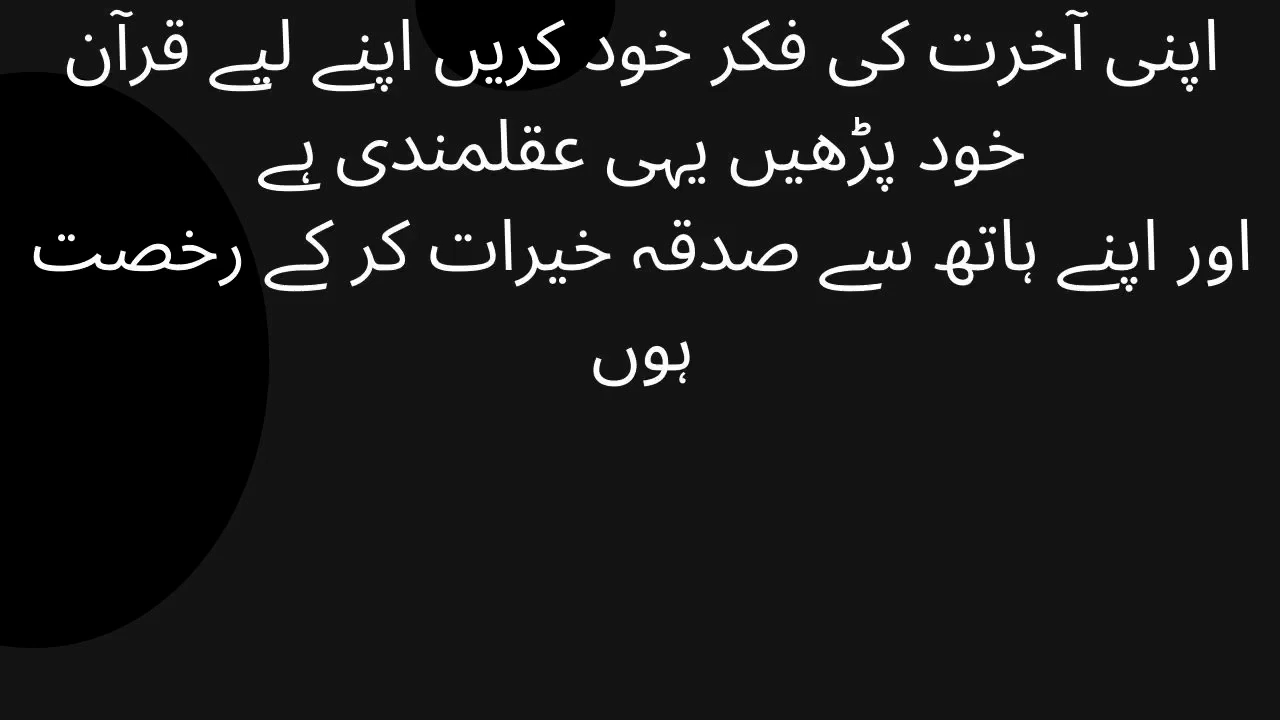 اپنی آخرت کی فکر خود کریں اپنے لیے قرآن
خود پڑھیں یہی عقلمندی ہے
اور اپنے ہاتھ سے صدقہ خیرات کر کے رخصت
ہوں